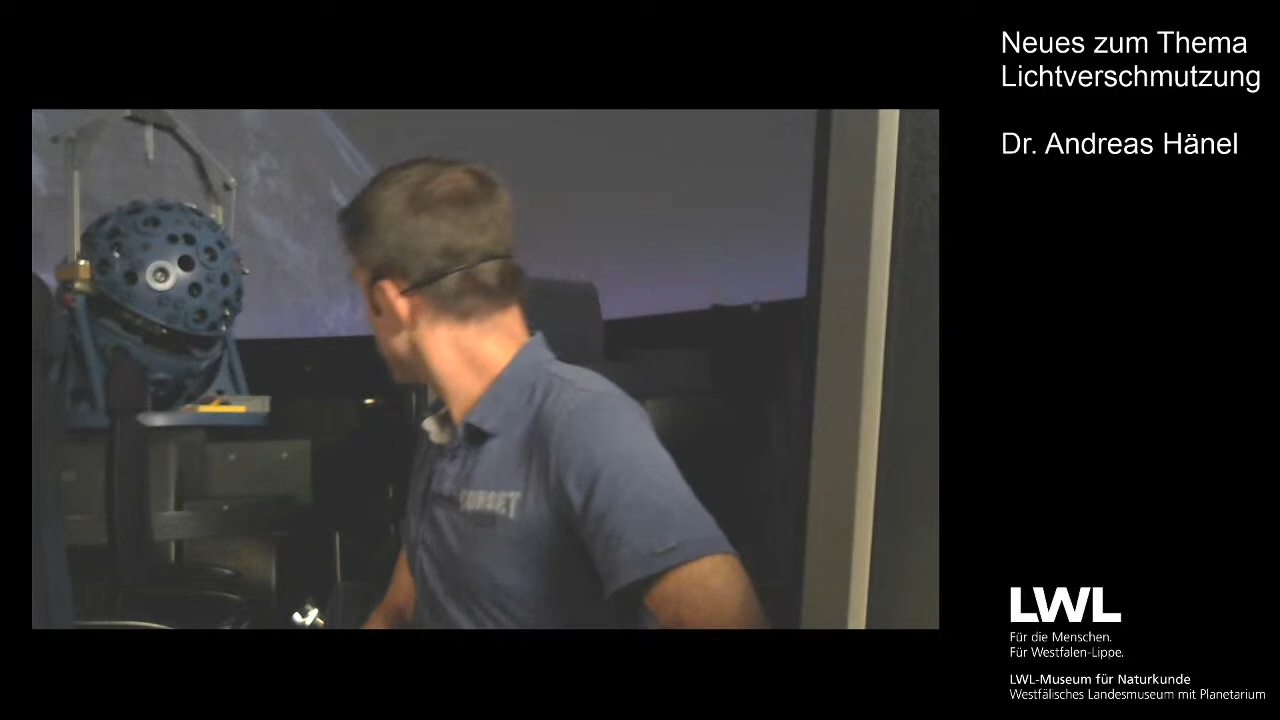 Neues zum Thema
Lichtverschmutzung
Dr. Andreas Hänel
LWL
Für die Menschen.
Für Westfalen-Lippe.
LWL-Museum für Naturkunde
Westfälisches Landesmuseum mit Planetarium